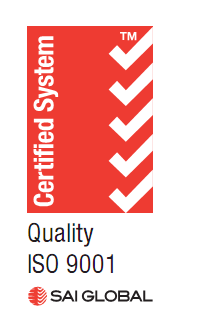 Certified System
TM
Quality
ISO 9001
SAI GLOBAL